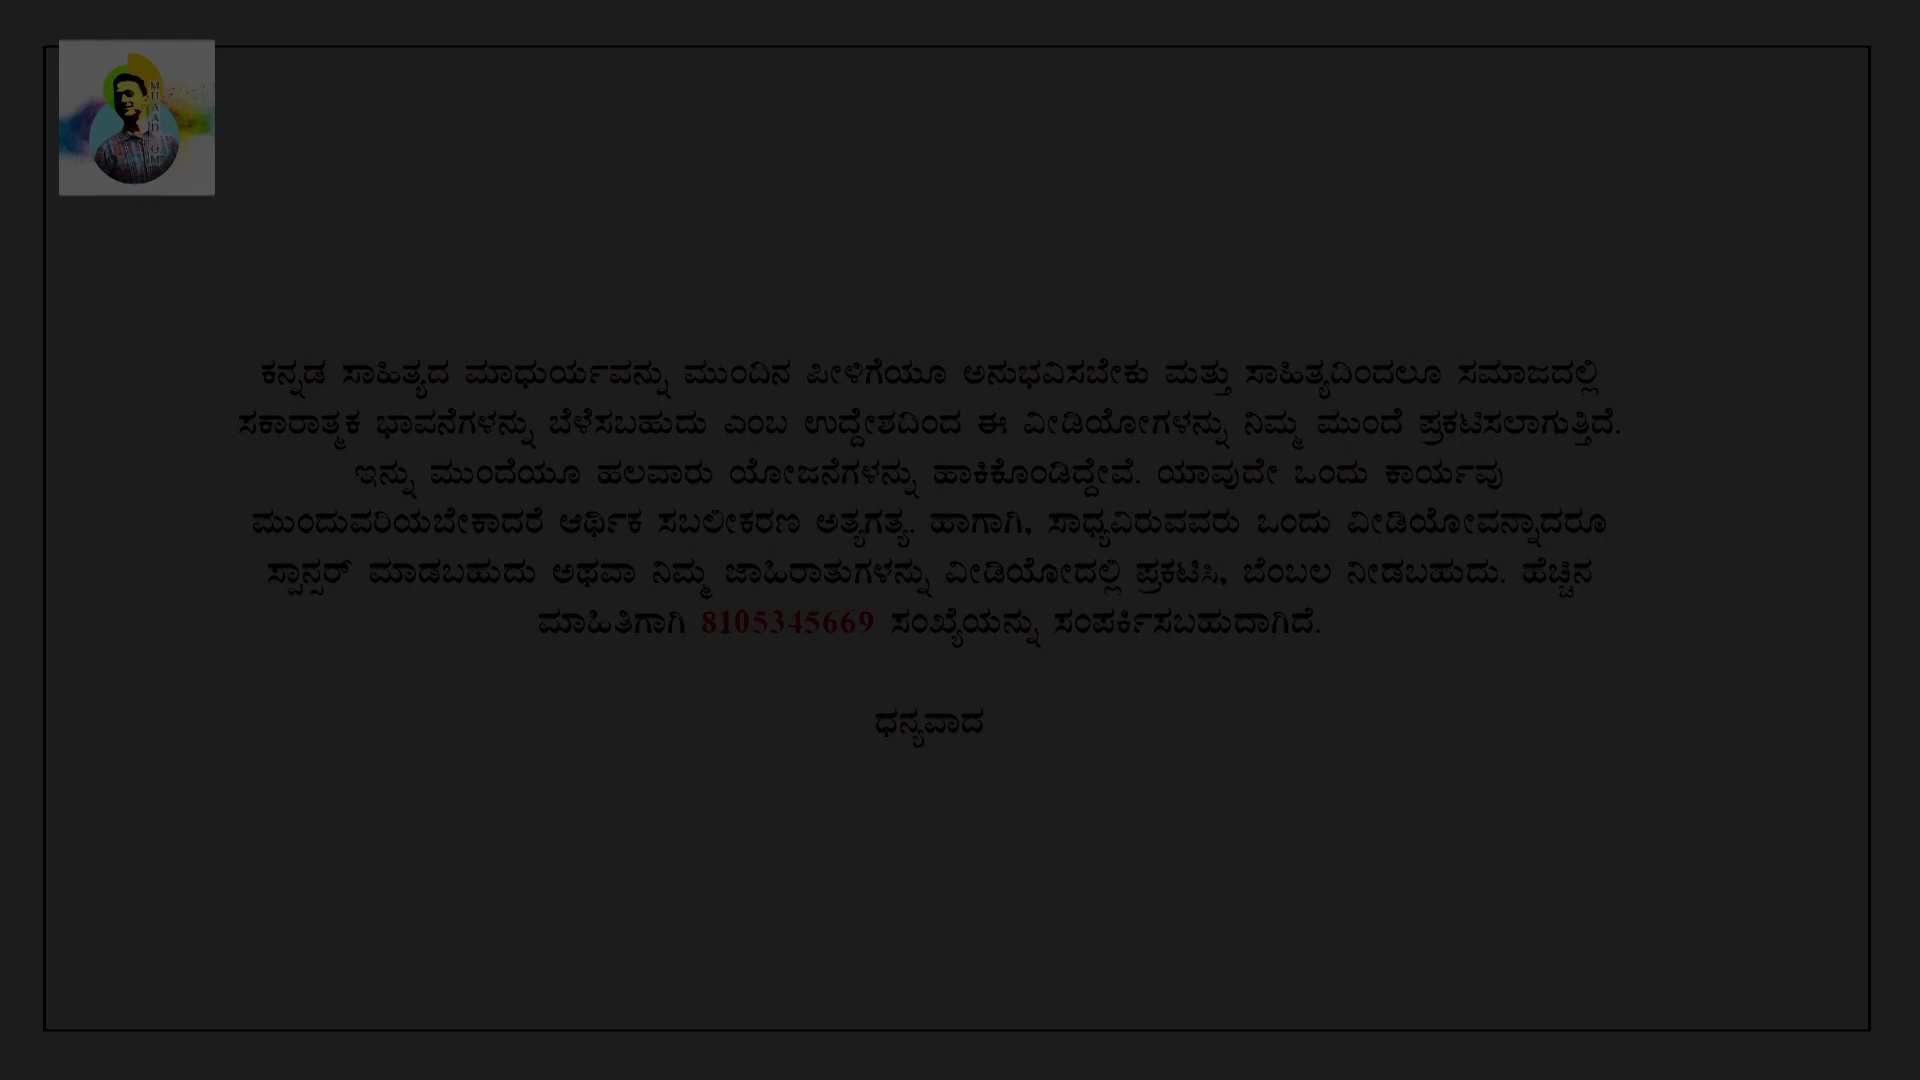 MUAAD G M
ಕನ್ನಡ ಸಾಹಿತ್ಯದ ಮಾಧುರ್ಯವನ್ನು ಮುಂದಿನ ಪೀಳಿಗೆಯೂ ಅನುಭವಿಸಬೇಕು ಮತ್ತು ಸಾಹಿತ್ಯದಿಂದಲೂ ಸಮಾಜದಲ್ಲಿ
ಸಕಾರಾತ್ಮಕ ಭಾವನೆಗಳನ್ನು ಬೆಳೆಸಬಹುದು ಎಂಬ ಉದ್ದೇಶದಿಂದ ಈ ವೀಡಿಯೋಗಳನ್ನು ನಿಮ್ಮ ಮುಂದೆ ಪ್ರಕಟಿಸಲಾಗುತ್ತಿದೆ.
ಇನ್ನು ಮುಂದೆಯೂ ಹಲವಾರು ಯೋಜನೆಗಳನ್ನು ಹಾಕಿಕೊಂಡಿದ್ದೇವೆ. ಯಾವುದೇ ಒಂದು ಕಾರ್ಯವು
ಮುಂದುವರಿಯಬೇಕಾದರೆ ಆರ್ಥಿಕ ಸಬಲೀಕರಣ ಅತ್ಯಗತ್ಯ. ಹಾಗಾಗಿ, ಸಾಧ್ಯವಿರುವವರು ಒಂದು ವೀಡಿಯೋವನ್ನಾದರೂ
ಸ್ಪಾನ್ಸರ್ ಮಾಡಬಹುದು ಅಥವಾ ನಿಮ್ಮ ಜಾಹಿರಾತುಗಳನ್ನು ವೀಡಿಯೋದಲ್ಲಿ ಪ್ರಕಟಿಸಿ, ಬೆಂಬಲ ನೀಡಬಹುದು. ಹೆಚ್ಚಿನ
ಮಾಹಿತಿಗಾಗಿ 8105345669 ಸಂಖ್ಯೆಯನ್ನು ಸಂಪರ್ಕಿಸಬಹುದಾಗಿದೆ.
ಧನ್ಯವಾದ